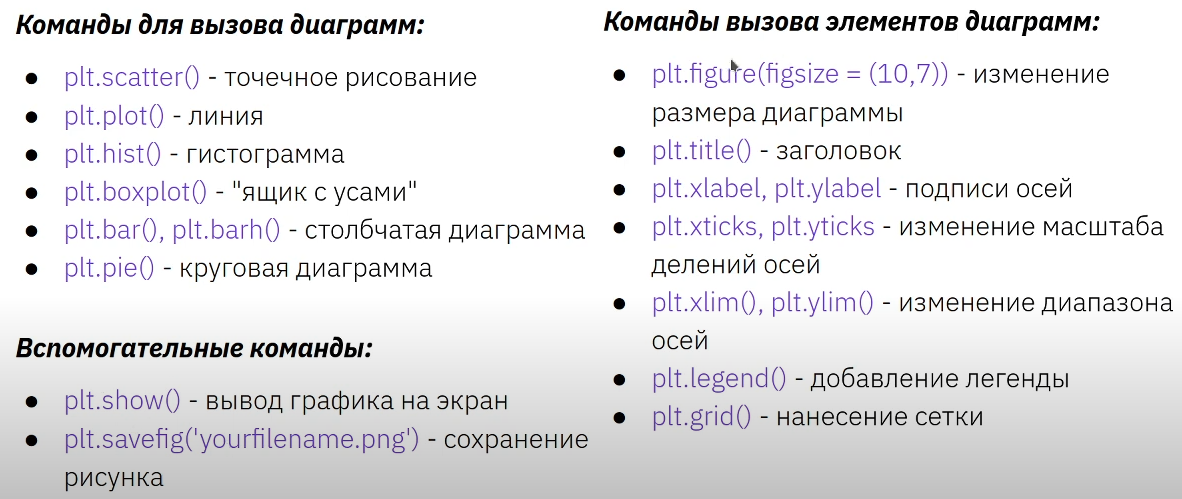 Команды для вызова диаграмм:
● plt.scatter() - точечное рисование
● plt.plot() - линия
● plt.hist() - гистограмма
● plt.boxplot() - "ящик с усами"
● plt.bar(), plt.barh() - столбчатая диаграмма
● plt.pie() - круговая диаграмма
Вспомогательные команды:
● plt.show() - вывод графика на экран
● plt.savefig('yourfilename.png') - сохранение
рисунка
Команды вызова элементов диаграмм:
● plt.figure(figsize = (10,7)) - изменение
размера диаграммы
● plt.title() - заголовок
● plt.xlabel, plt.ylabel - подписи осей
● plt.xticks, plt.yticks - изменение масштаба
делений осей
● plt.xlim(), plt.ylim() - изменение диапазона
осей
● plt.legend() - добавление легенды
● plt.grid() - нанесение сетки